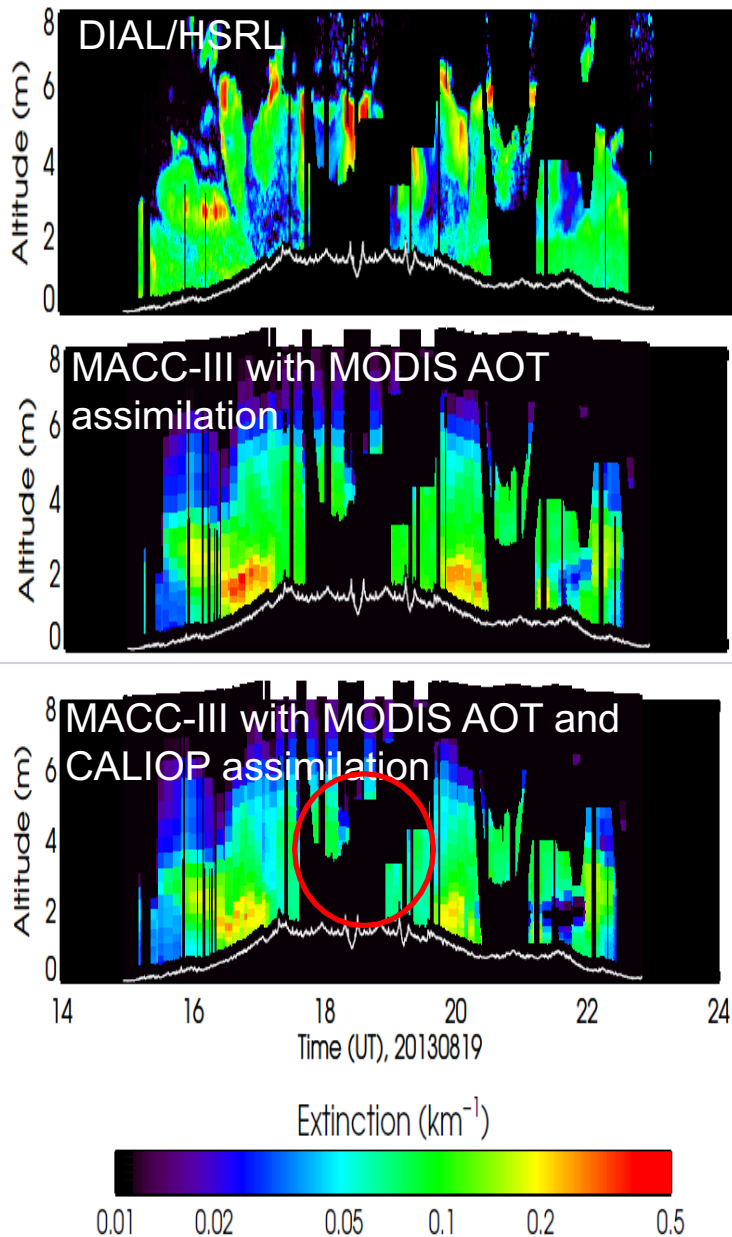 DIAL/HSRL
Altitude (m)
8
6
4
2
0
MACC-III with MODIS AOT
assimilation
Altitude (m)
8
6
4
2
0
MACC-III with MODIS AOT and
CALIOP assimilation
Altitude (m)
8
6
4
2
0
14 16 18 20 22 24
Time (UT), 20130819
Extinction (km⁻¹)
0.01 0.02 0.05 0.1 0.2 0.5